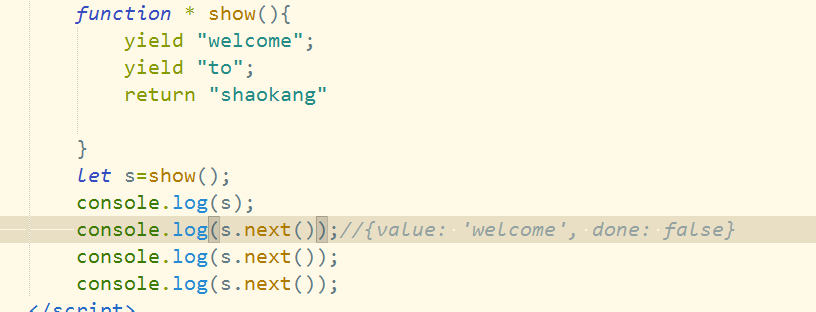 function * show(){
yield "welcome";
yield "to";
return "shaokang"
}
let s=show();
console.log(s);
console.log(s.next());//{value: 'welcome', done: false}
console.log(s.next());
console.log(s.next());
</script>